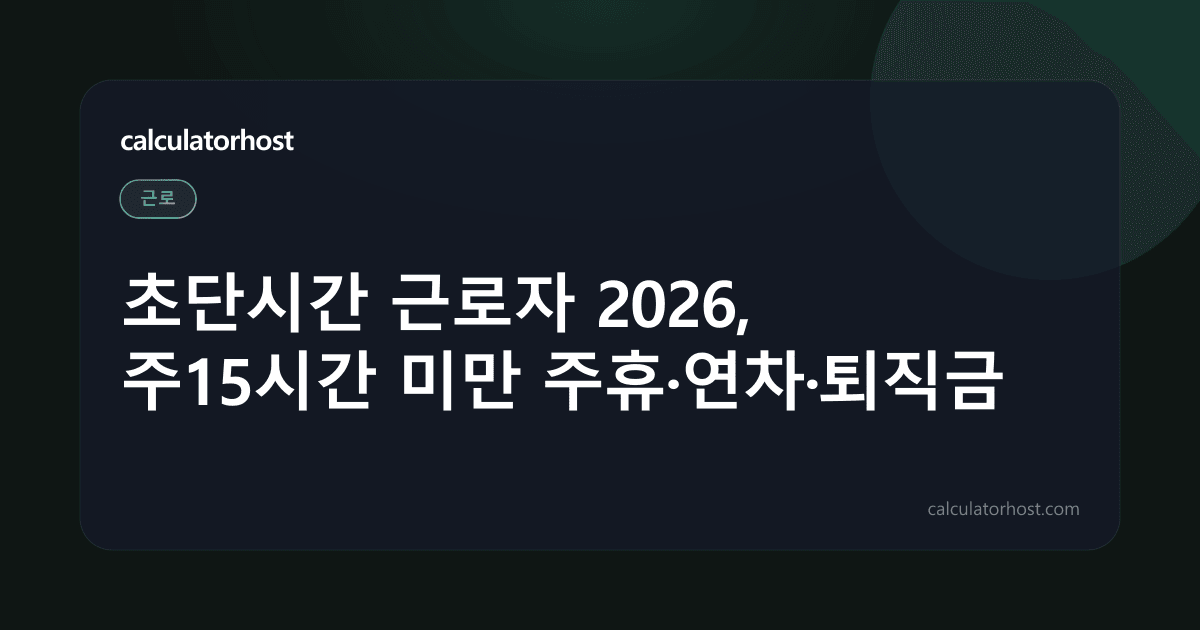 calculatorhost
근로
초단시간 근로자 2026,
주15시간 미만 주휴·연차·퇴직금
calculatorhost.com